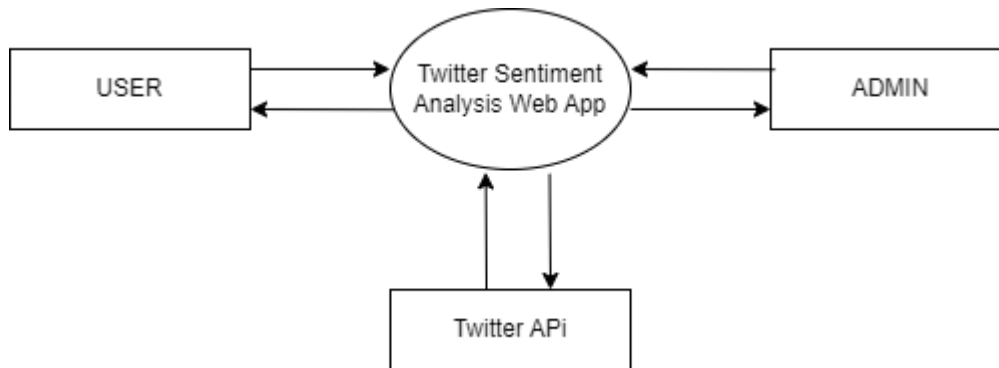 USER
Twitter Sentiment
Analysis Web App
ADMIN
Twitter APi